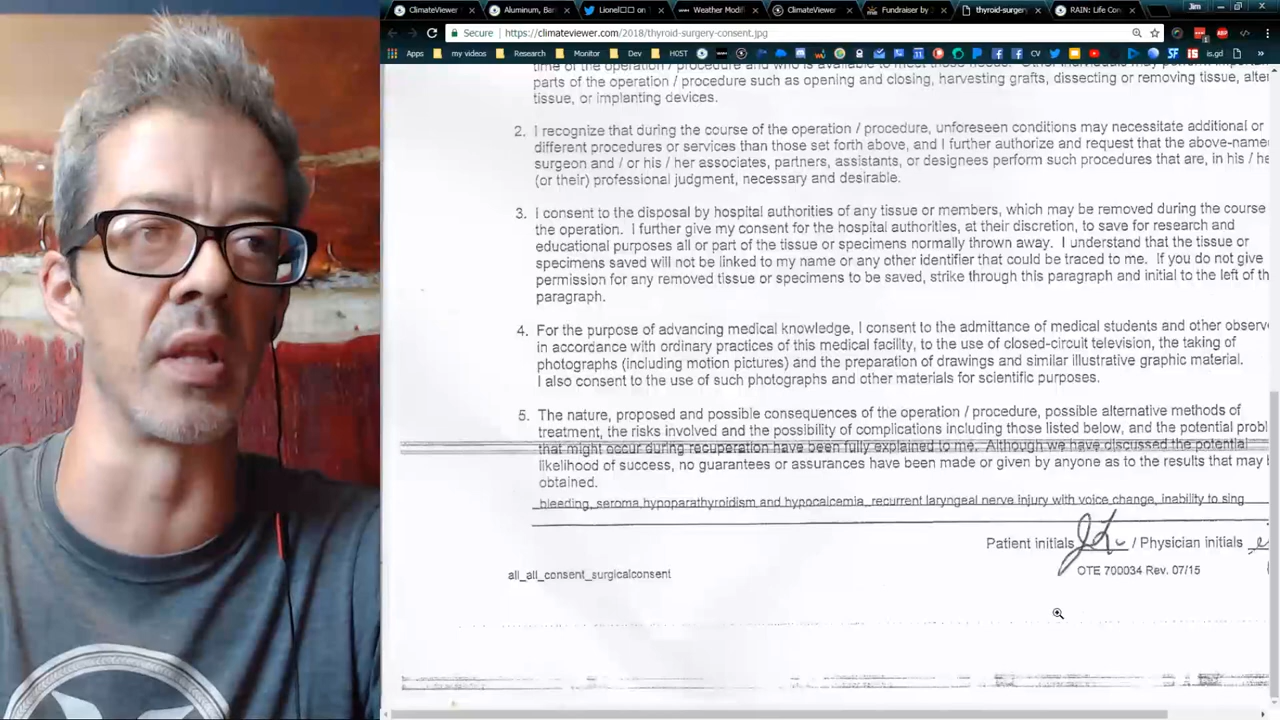 ClimateViewer
Aluminum, Ba
Lionel on
Weather Modifi
ClimateViewer
Fundraiser by
thyroid-surgery
RAIN: Life Con
Jim
Secure https://climateviewer.com/2018/thyroid-surgery-consent.jpg
Apps my videos Research Monitor Dev HOST CV is.gd
parts of the operation / procedure such as opening and closing, harvesting grafts, dissecting or removing tissue, alter
tissue, or implanting devices.
2. I recognize that during the course of the operation / procedure, unforeseen conditions may necessitate additional or
different procedures or services than those set forth above, and I further authorize and request that the above-name
surgeon and / or his / her associates, partners, assistants, or designees perform such procedures that are, in his / he
(or their) professional judgment, necessary and desirable.
3. I consent to the disposal by hospital authorities of any tissue or members, which may be removed during the course
the operation. I further give my consent for the hospital authorities, at their discretion, to save for research and
educational purposes all or part of the tissue or specimens normally thrown away. I understand that the tissue or
specimens saved will not be linked to my name or any other identifier that could be traced to me. If you do not give
permission for any removed tissue or specimens to be saved, strike through this paragraph and initial to the left of th
paragraph.
4. For the purpose of advancing medical knowledge, I consent to the admittance of medical students and other observe
in accordance with ordinary practices of this medical facility, to the use of closed-circuit television, the taking of
photographs (including motion pictures) and the preparation of drawings and similar illustrative graphic material.
I also consent to the use of such photographs and other materials for scientific purposes.
5. The nature, proposed and possible consequences of the operation / procedure, possible alternative methods of
treatment, the risks involved and the possibility of complications including those listed below, and the potential probl
that might occur during recuperation have been fully explained to me. Although we have discussed the potential
likelihood of success, no guarantees or assurances have been made or given by anyone as to the results that may b
obtained.
bleeding, seroma hypoparathyroidism and hypocalcemia, recurrent laryngeal nerve injury with voice change, inability to sing
Patient initials / Physician initials
all_all_consent_surgicalconsent
OTE 700034 Rev. 07/15